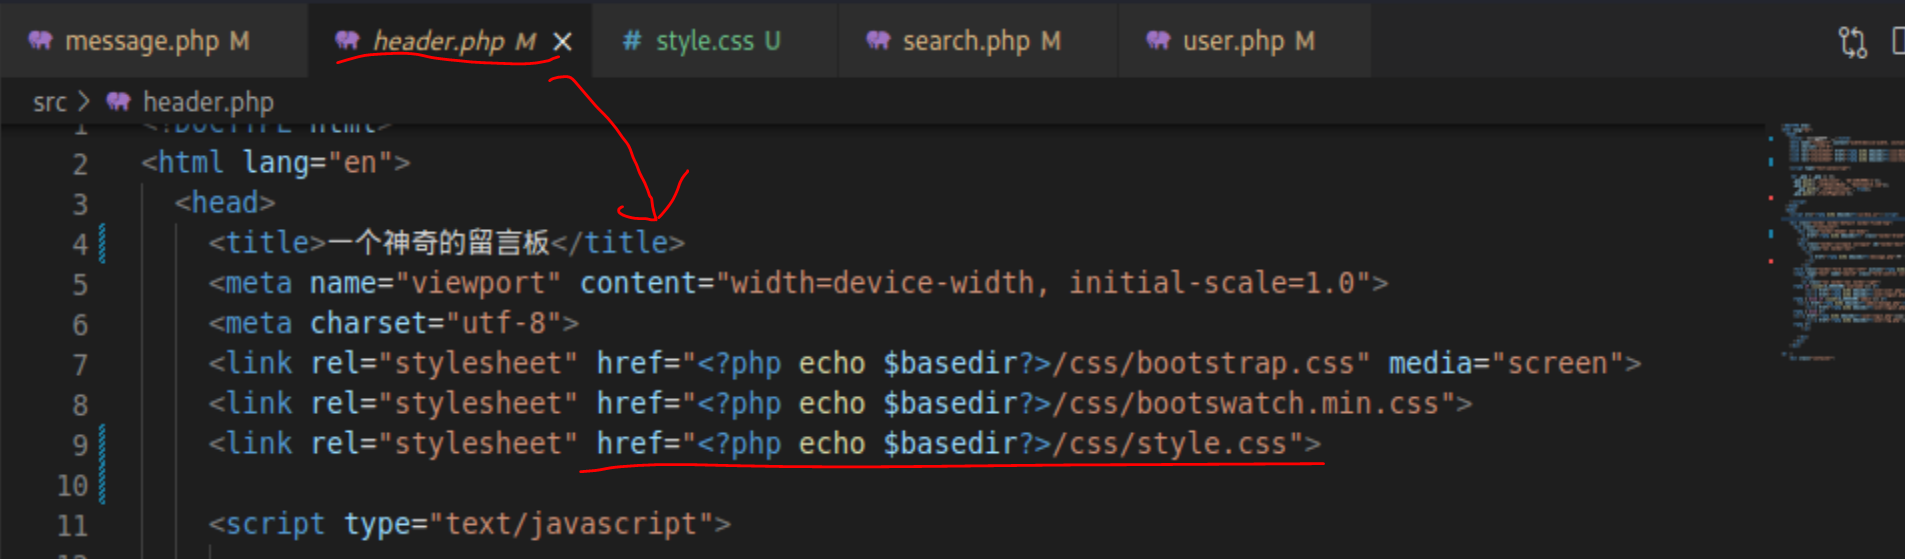 message.php M header.php M style.css U search.php M user.php M
src > header.php
1 <!DOCTYPE html>
2 <html lang="en">
3 <head>
4 <title>一个神奇的留言板</title>
5 <meta name="viewport" content="width=device-width, initial-scale=1.0">
6 <meta charset="utf-8">
7 <link rel="stylesheet" href="<?php echo $basedir?>/css/bootstrap.css" media="screen">
8 <link rel="stylesheet" href="<?php echo $basedir?>/css/bootswatch.min.css">
9 <link rel="stylesheet" href="<?php echo $basedir?>/css/style.css">
10
11 <script type="text/javascript">